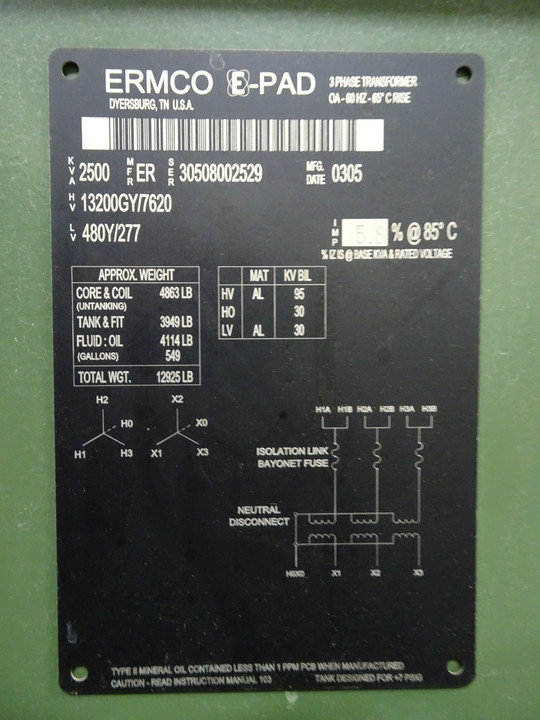 ERMCO E-PAD
3 PHASE TRANSFORMER
OA - 60 HZ - 65° C RISE
DYERSBURG, TN U.S.A.
KVA 2500 MFR ER SER 30508002529 MFG. DATE 0305
HV 13200GY/7620
LV 480Y/277
IMP 5.8 % @ 85° C
% IZ IS @ BASE KVA & RATED VOLTAGE
APPROX. WEIGHT
CORE & COIL 4863 LB
(UNTANKING)
TANK & FIT 3949 LB
FLUID : OIL 4114 LB
(GALLONS) 549
TOTAL WGT. 12925 LB
MAT KV BIL
HV AL 95
HO 30
LV AL 30
H2
H0
H1 H3
X2
X0
X1 X3
H1A H1B H2A H2B H3A H3B
ISOLATION LINK
BAYONET FUSE
NEUTRAL
DISCONNECT
H0X0 X1 X2 X3
TYPE II MINERAL OIL CONTAINED LESS THAN 1 PPM PCB WHEN MANUFACTURED
CAUTION - READ INSTRUCTION MANUAL 103 TANK DESIGNED FOR +7 PSIG